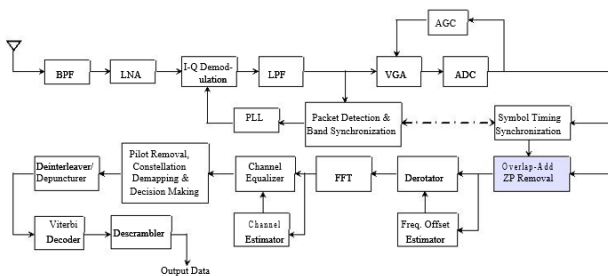 AGC
BPF
LNA
I-Q Demod-
ulation
LPF
VGA
ADC
PLL
Packet Detection &
Band Synchronization
Symbol Timing
Synchronization
Overlap-Add
ZP Removal
Derotator
Freq. Offset
Estimator
FFT
Channel
Equalizer
Channel
Estimator
Pilot Removal,
Constellation
Demapping &
Decision Making
Deinterleaver/
Depuncturer
Viterbi
Decoder
Descrambler
Output Data